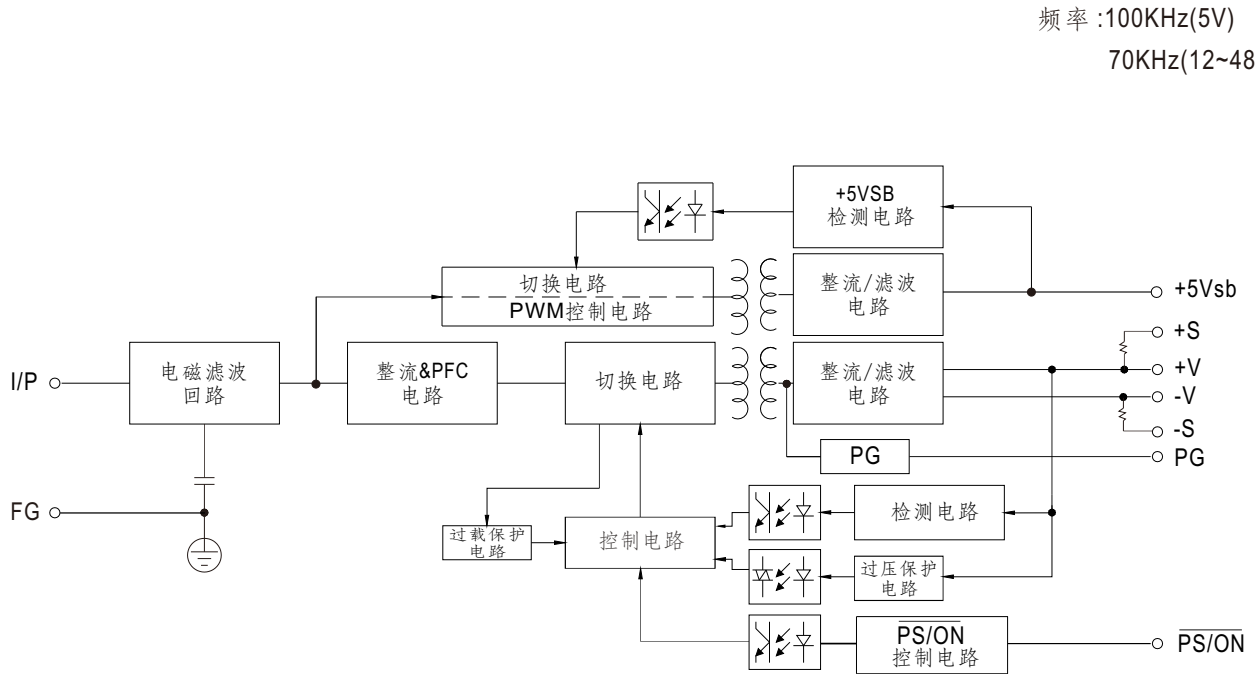 频率:100KHz(5V)
70KHz(12~48
+5VSB
检测电路
切换电路
PWM控制电路
整流/滤波
电路
+5Vsb
+S
I/P
电磁滤波
回路
整流&PFC
电路
切换电路
整流/滤波
电路
+V
-V
-S
PG
PG
FG
过载保护
电路
控制电路
检测电路
过压保护
电路
PS/ON
控制电路
PS/ON